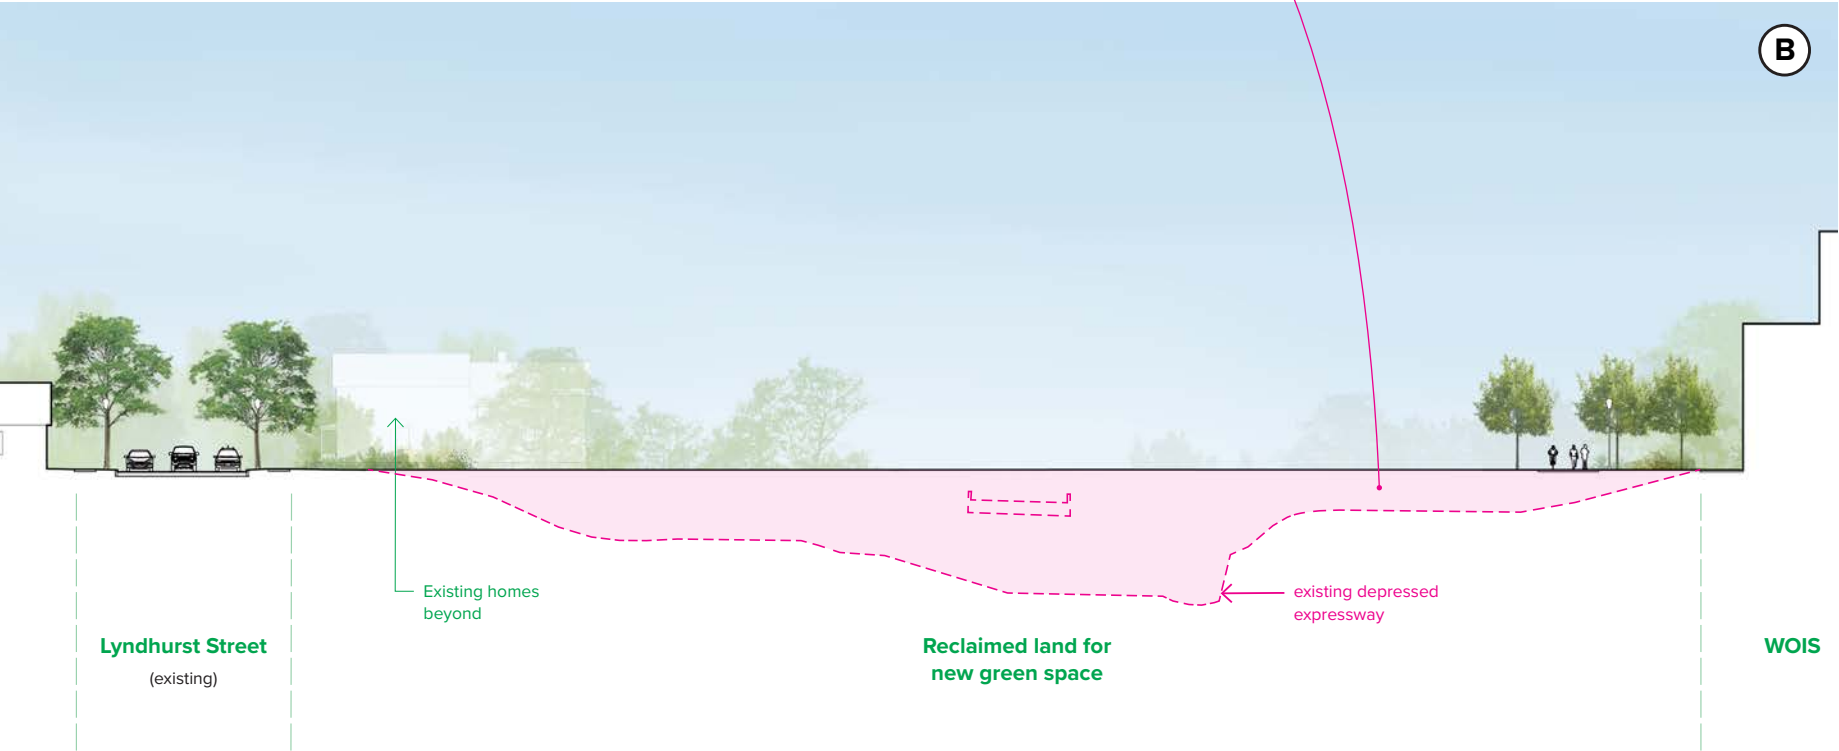 B
Existing homes
beyond
existing depressed
expressway
Lyndhurst Street
(existing)
Reclaimed land for
new green space
WOIS